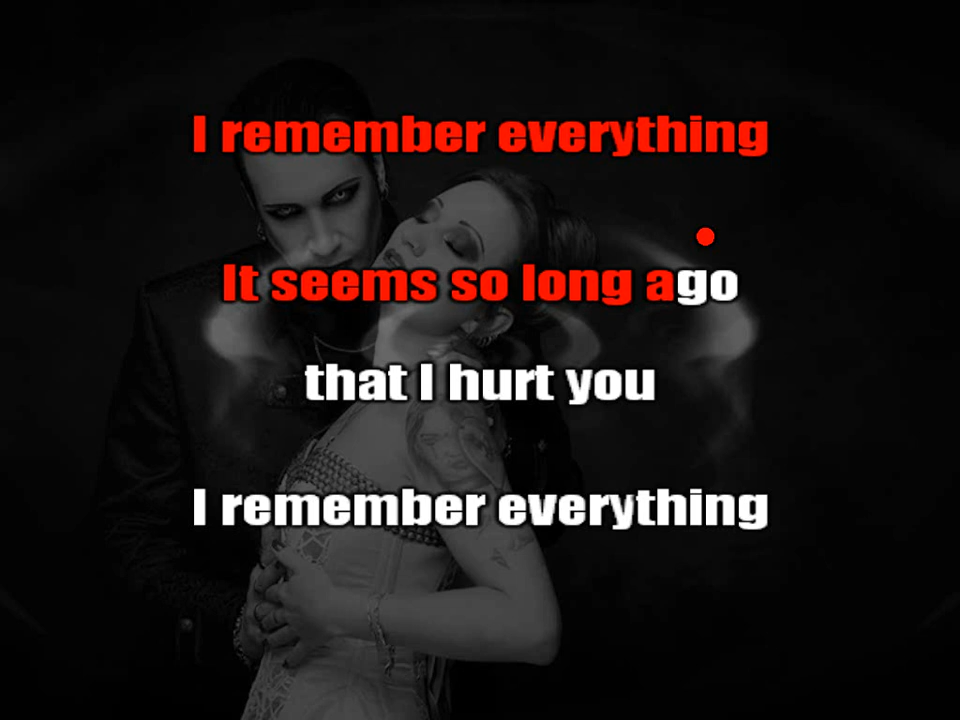 I remember everything
It seems so long ago
that I hurt you
I remember everything